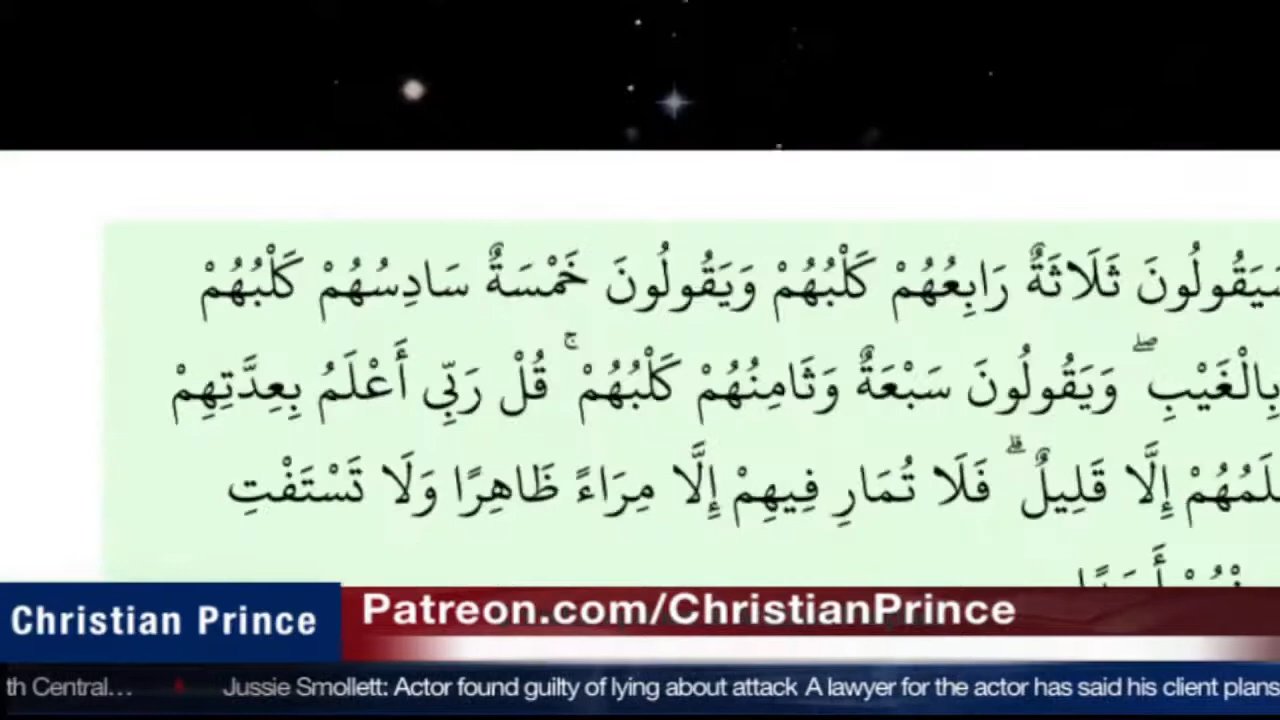 سَيَقُولُونَ ثَلَاثَةٌ رَابِعُهُمْ كَلْبُهُمْ وَيَقُولُونَ خَمْسَةٌ سَادِسُهُمْ كَلْبُهُمْ
بِالْغَيْبِ ۖ وَيَقُولُونَ سَبْعَةٌ وَثَامِنُهُمْ كَلْبُهُمْ ۚ قُلْ رَبِّي أَعْلَمُ بِعِدَّتِهِمْ
لَمُهُمْ إِلَّا قَلِيلٌ ۗ فَلَا تُمَارِ فِيهِمْ إِلَّا مِرَاءً ظَاهِرًا وَلَا تَسْتَفْتِ
Christian Prince
Patreon.com/ChristianPrince
th Central... Jussie Smollett: Actor found guilty of lying about attack A lawyer for the actor has said his client plans